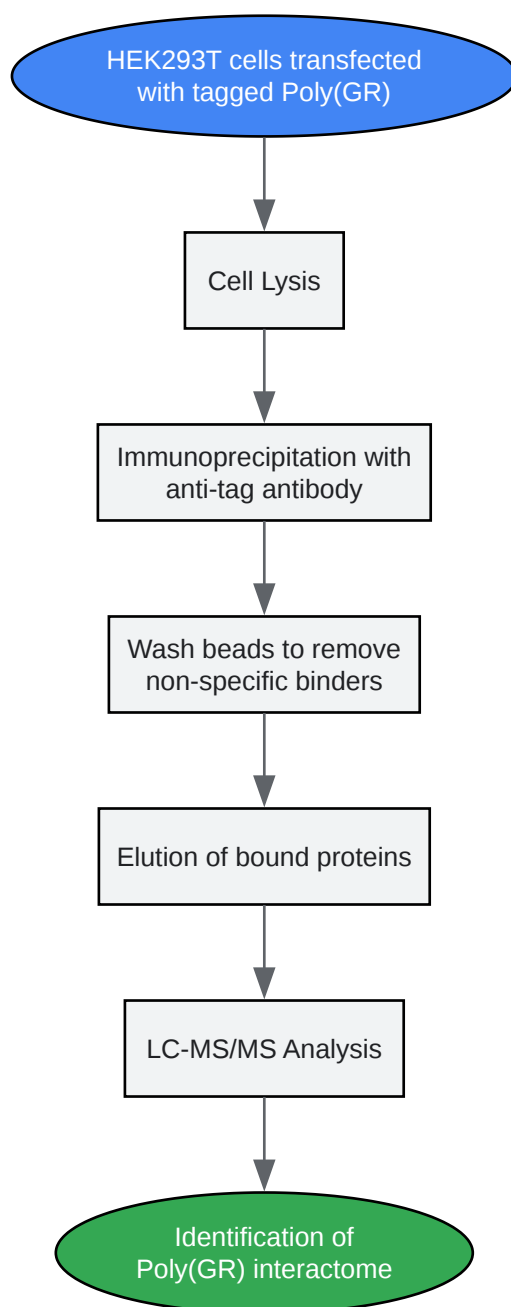 HEK293T cells transfected
with tagged Poly(GR)
Cell Lysis
Immunoprecipitation with
anti-tag antibody
Wash beads to remove
non-specific binders
Elution of bound proteins
LC-MS/MS Analysis
Identification of
Poly(GR) interactome